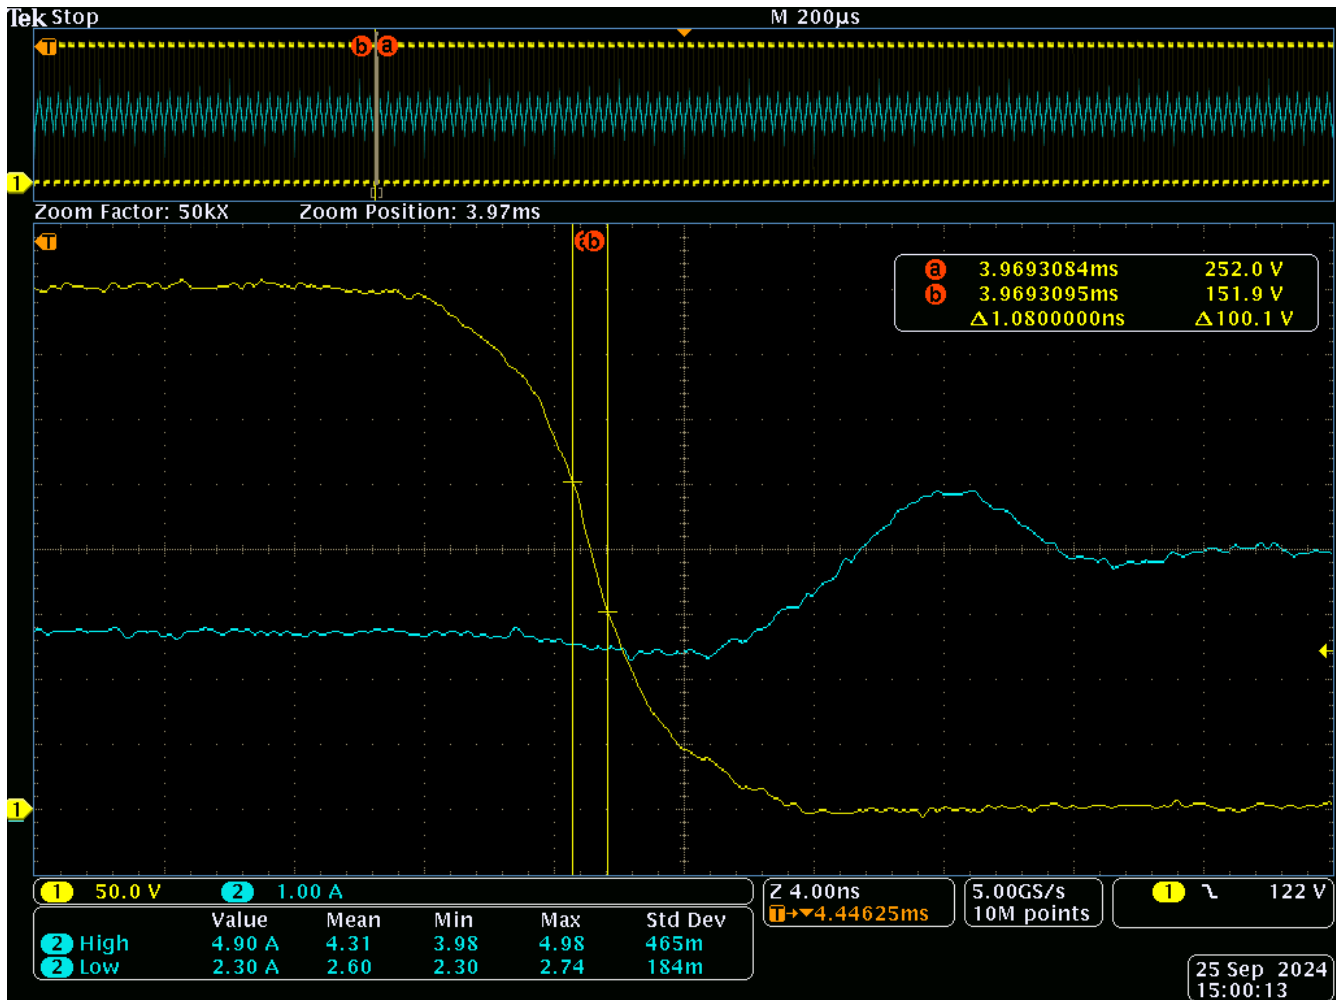 Tek Stop M 200µs
T b a
1
Zoom Factor: 50kX Zoom Position: 3.97ms
T a b
a 3.9693084ms 252.0 V
b 3.9693095ms 151.9 V
Δ1.0800000ns Δ100.1 V
1
1 50.0 V 2 1.00 A Z 4.00ns 5.00GS/s 1 122 V
T→▼4.44625ms 10M points
Value Mean Min Max Std Dev
2 High 4.90 A 4.31 3.98 4.98 465m
2 Low 2.30 A 2.60 2.30 2.74 184m
25 Sep 2024
15:00:13